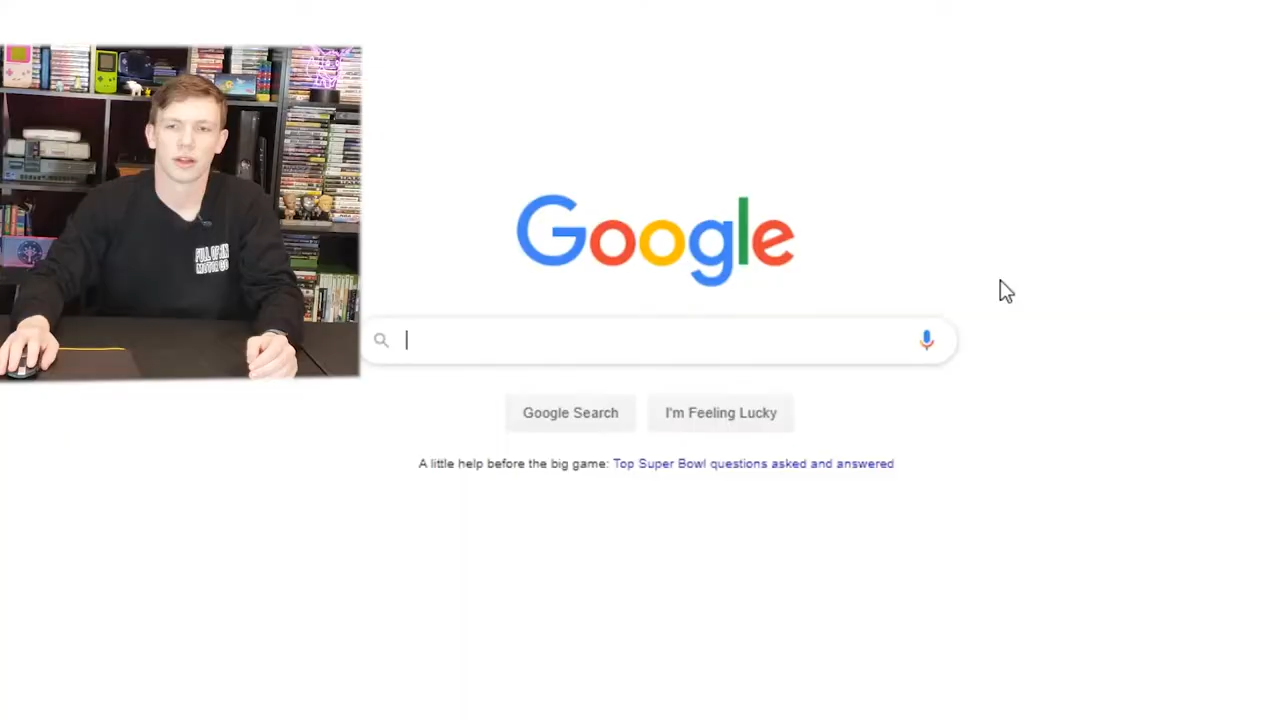 Google
Google Search
I'm Feeling Lucky
A little help before the big game: Top Super Bowl questions asked and answered